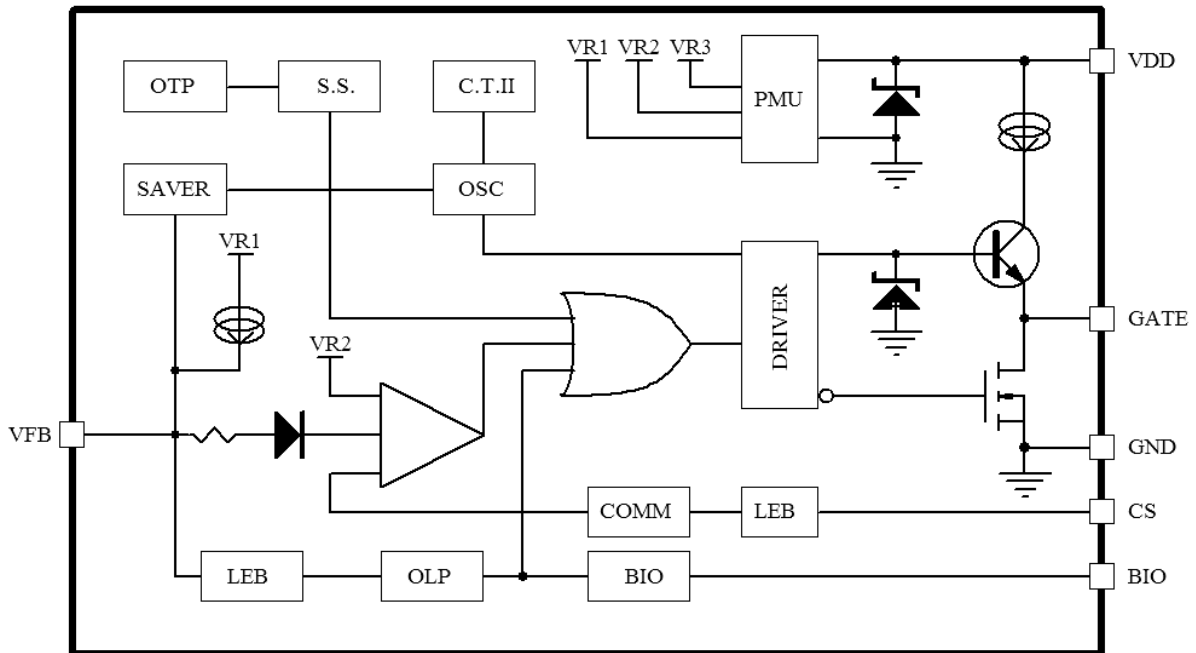 VR1
VR2
VR3
VDD
OTP
S.S.
C.T.II
PMU
SAVER
OSC
VR1
DRIVER
GATE
VR2
VFB
GND
COMM
LEB
CS
LEB
OLP
BIO
BIO